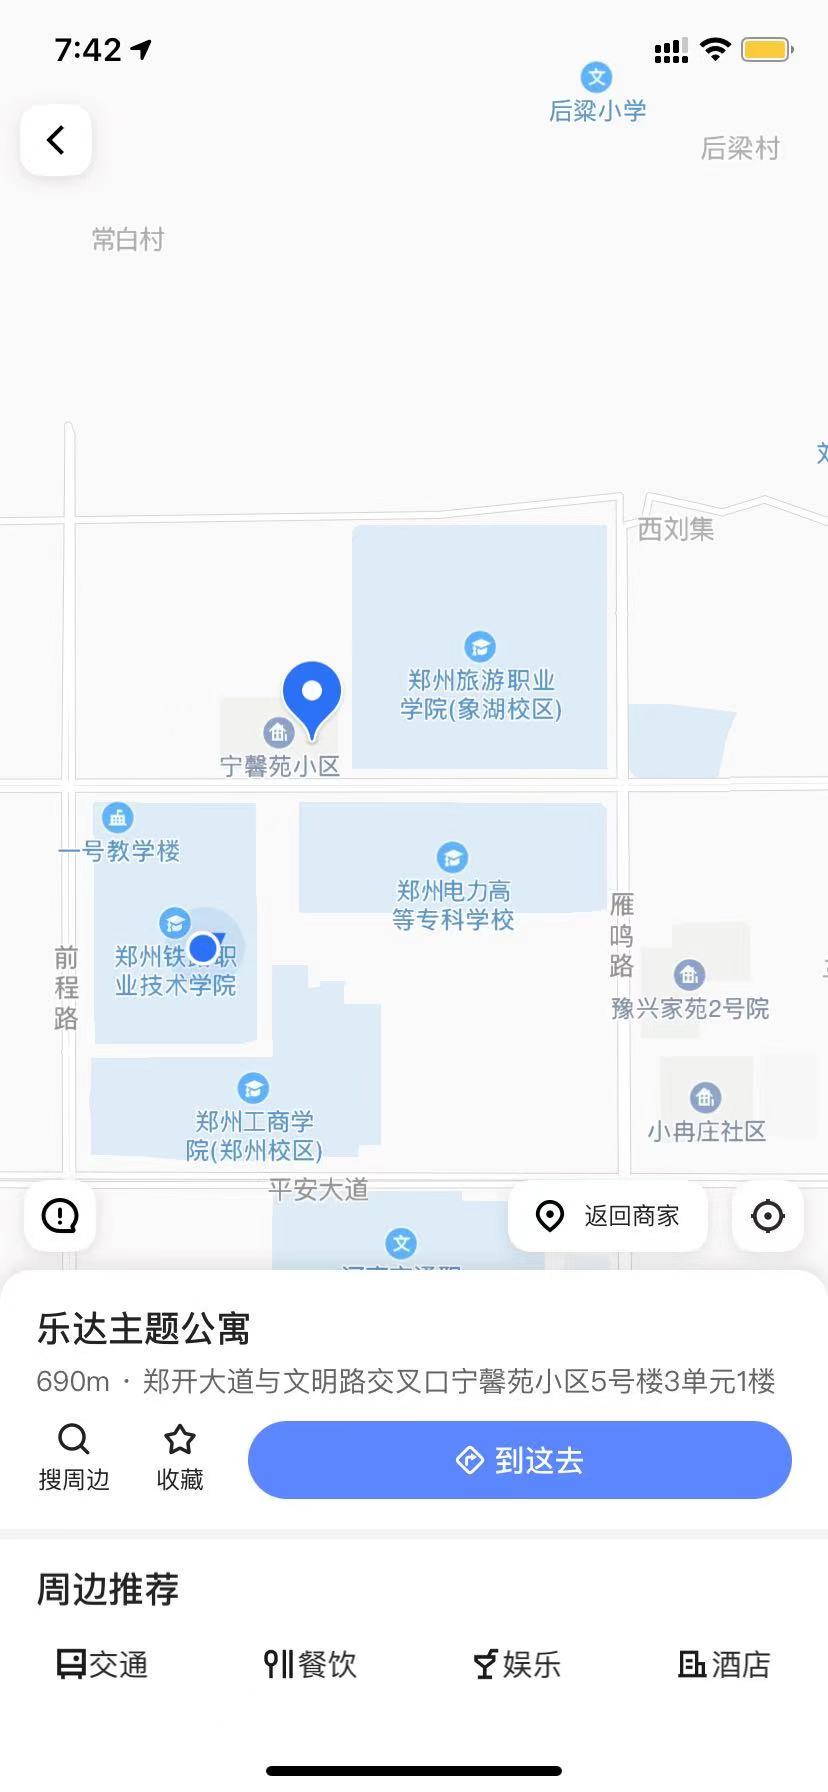 7:42
文
后梁小学
后梁村
常白村
西刘集
郑州旅游职业
学院(象湖校区)
宁馨苑小区
一号教学楼
郑州电力高
等专科学校
雁鸣路
前程路
郑州铁路职
业技术学院
豫兴家苑2号院
郑州工商学
院(郑州校区)
小冉庄社区
平安大道
文
返回商家
乐达主题公寓
690m · 郑开大道与文明路交叉口宁馨苑小区5号楼3单元1楼
搜周边
收藏
到这去
周边推荐
交通
餐饮
娱乐
酒店